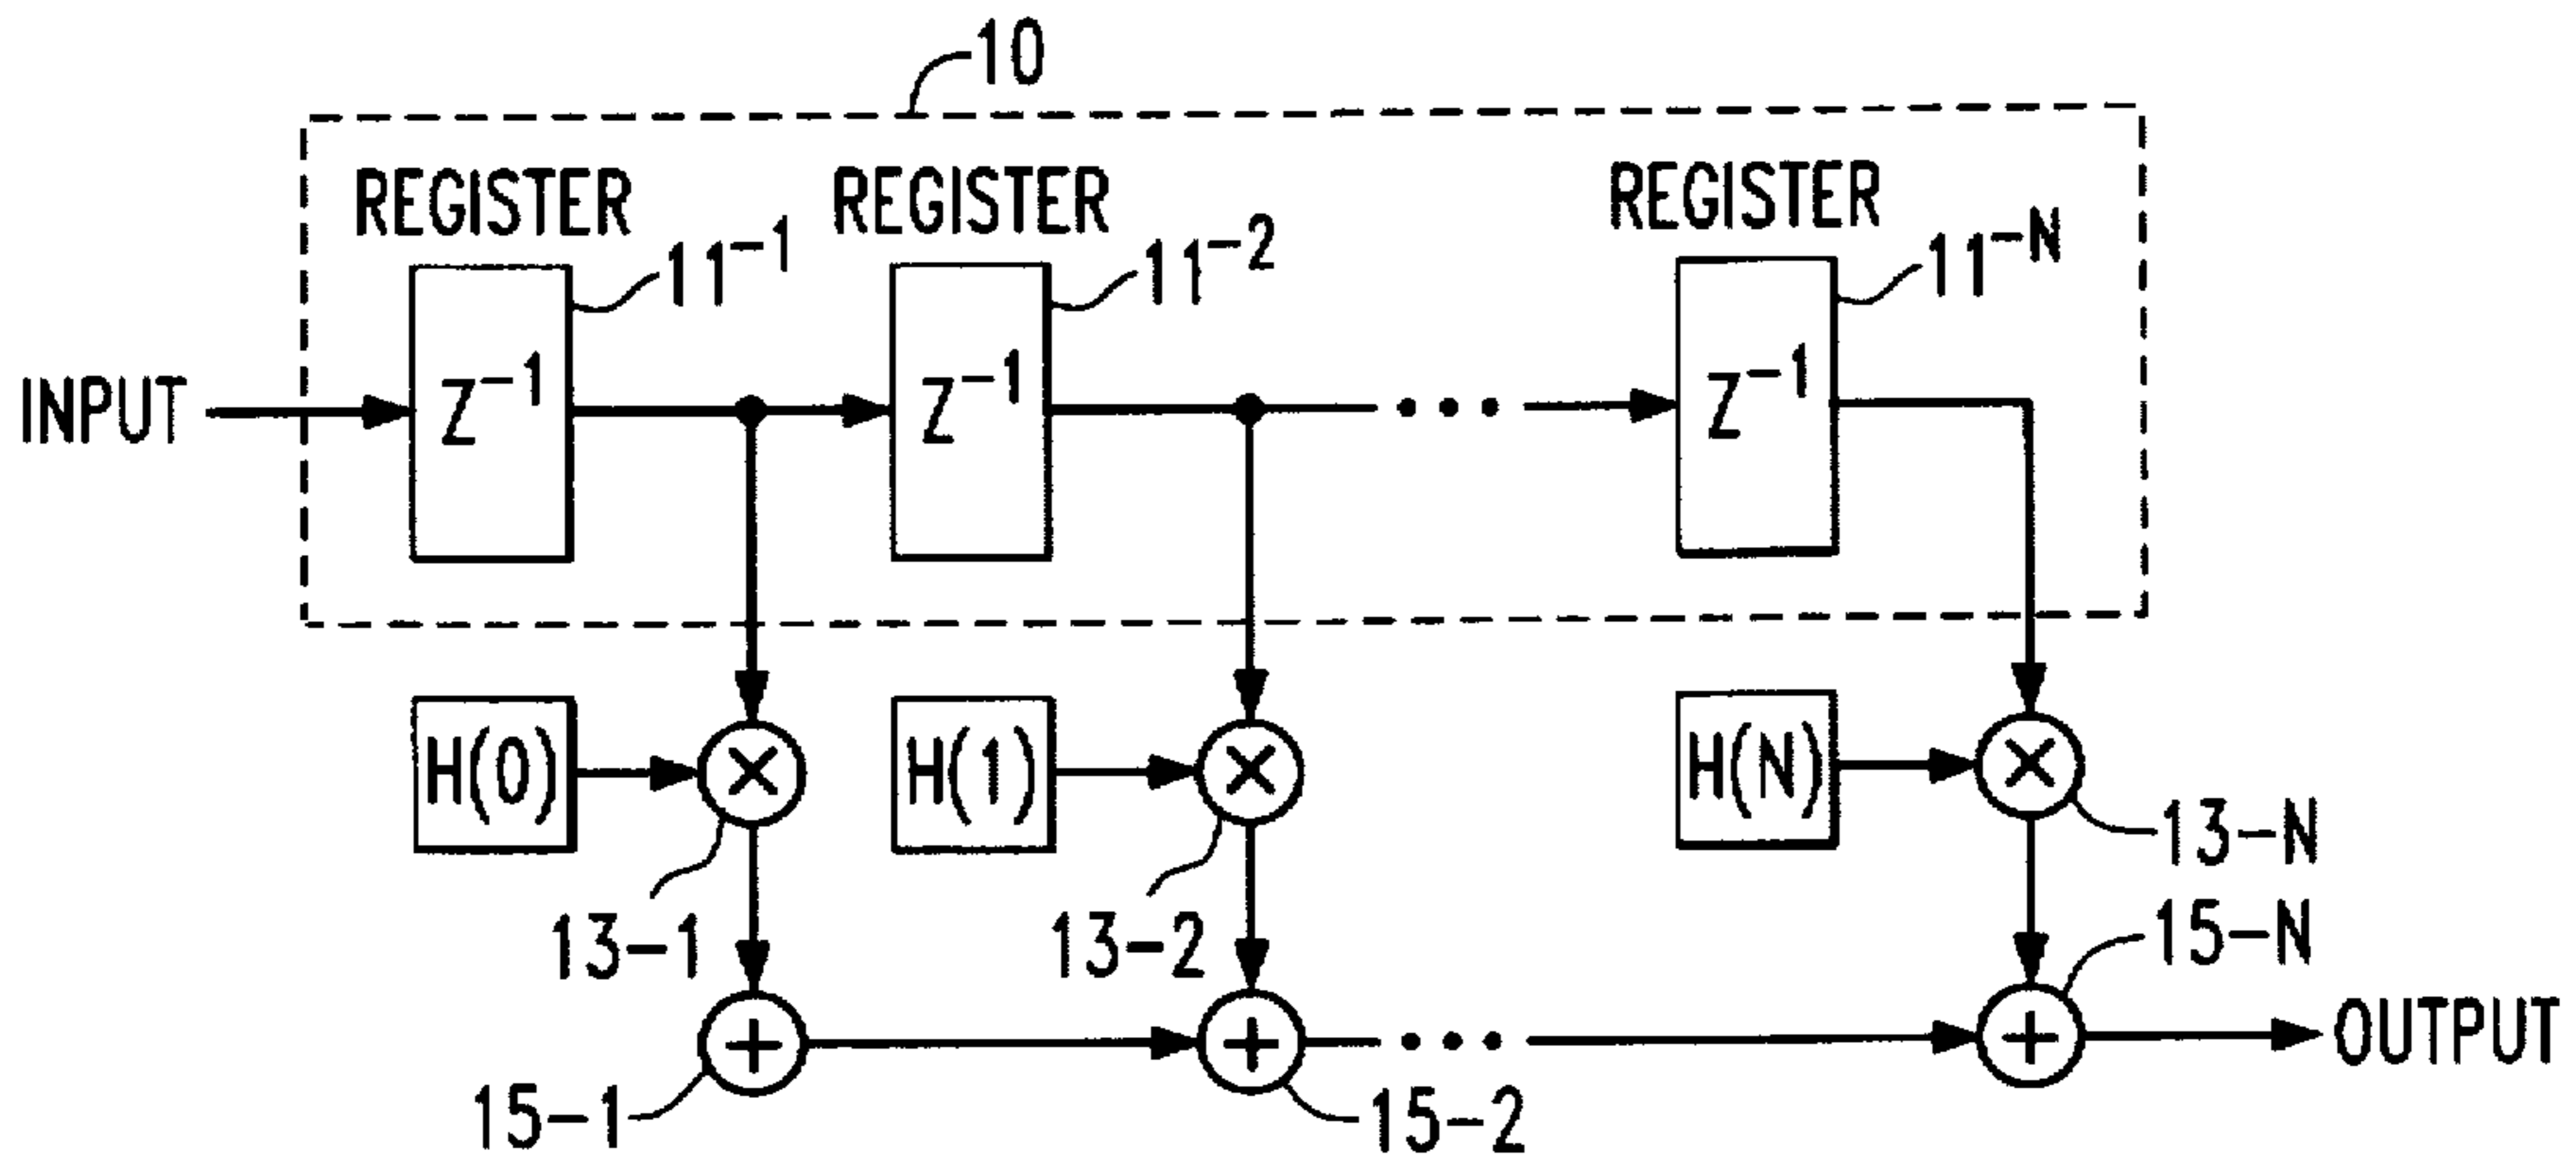 10
REGISTER
REGISTER
REGISTER
11-1
11-2
11-N
INPUT
Z-1
Z-1
• • •
Z-1
H(0)
×
H(1)
×
H(N)
×
13-1
13-2
13-N
15-N
+
+
• • •
+
OUTPUT
15-1
15-2